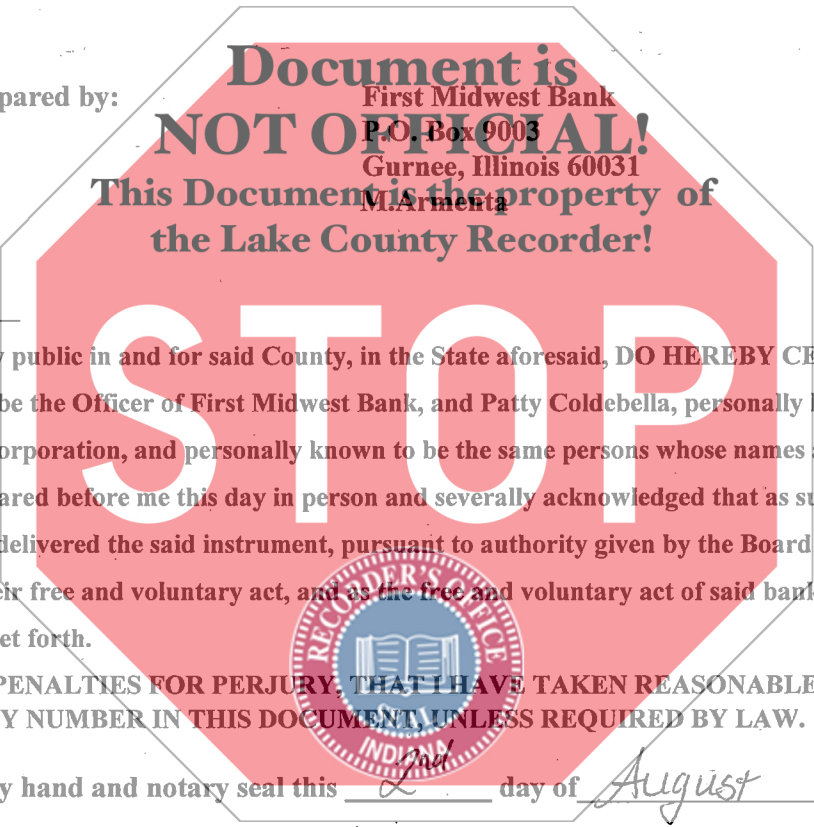 Document is
pared by:
First Midwest Bank
NOT OFFICIAL!
P.O. Box 9003
Gurnee, Illinois 60031
This Document is the property of
M.Armenta
the Lake County Recorder!
STOP
y public in and for said County, in the State aforesaid, DO HEREBY CE
be the Officer of First Midwest Bank, and Patty Coldebella, personally
orporation, and personally known to be the same persons whose names
ared before me this day in person and severally acknowledged that as su
delivered the said instrument, pursuant to authority given by the Board
eir free and voluntary act, and as the free and voluntary act of said bank
et forth.
RECORDER'S OFFICE
SEAL
INDIANA
PENALTIES FOR PERJURY, THAT I HAVE TAKEN REASONABLE
Y NUMBER IN THIS DOCUMENT, UNLESS REQUIRED BY LAW.
y hand and notary seal this 2nd day of August